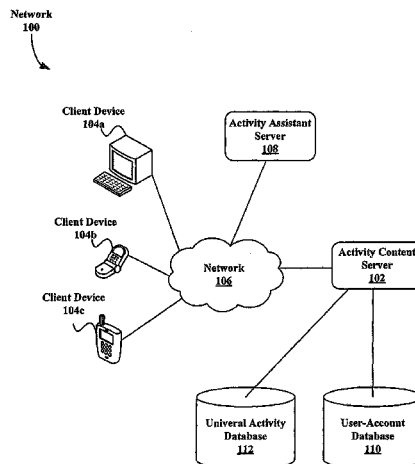 Network
100
Client Device
104a
Activity Assistant
Server
108
Client Device
104b
Network
106
Activity Content
Server
102
Client Device
104c
Univeral Activity
Database
112
User-Account
Database
110